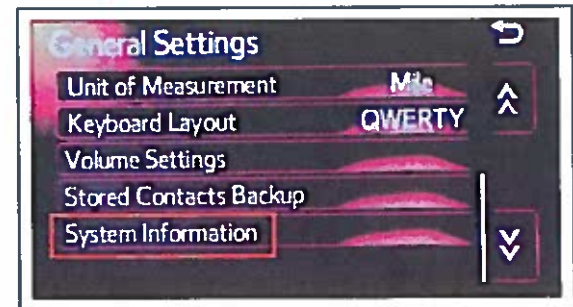 General Settings
Unit of Measurement Mile
Keyboard Layout QWERTY
Volume Settings
Stored Contacts Backup
System Information